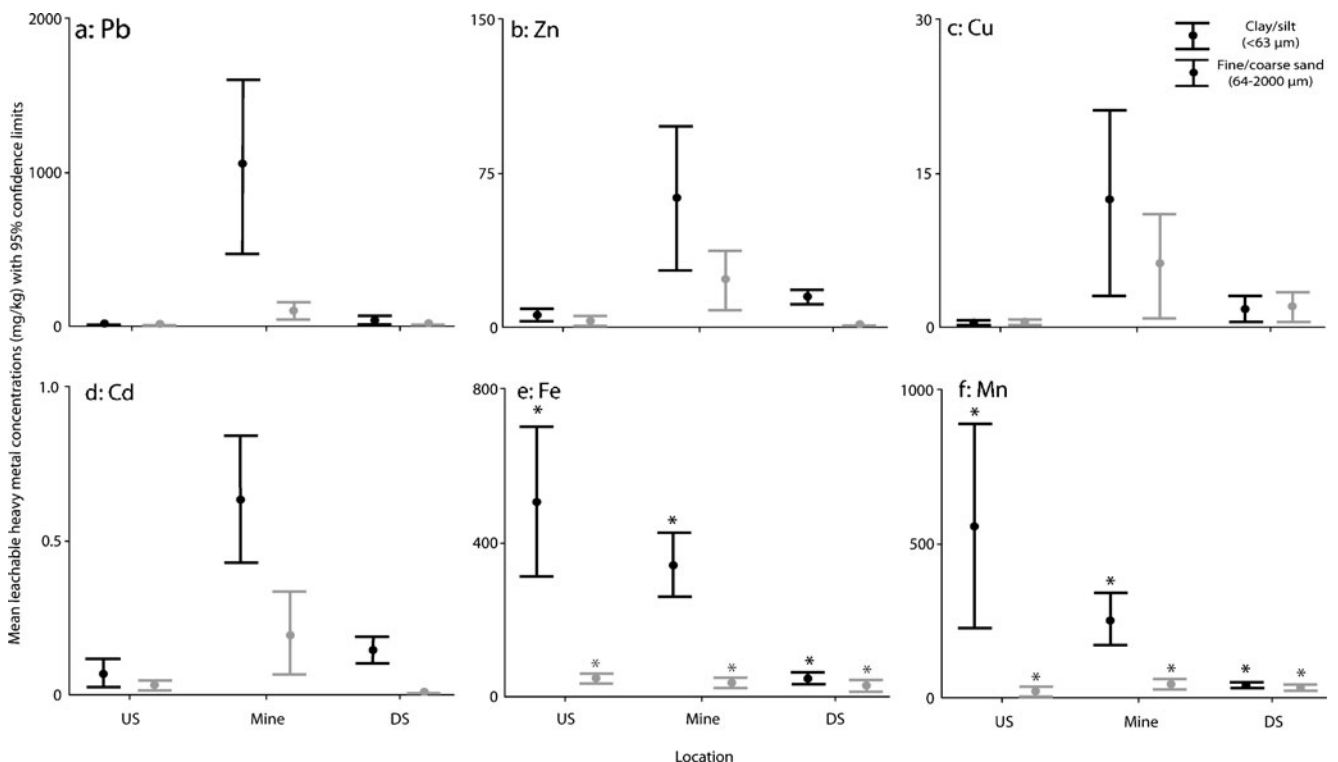 Mean leachable heavy metal concentrations (mg/kg) with 95% confidence limits
a: Pb
2000
1000
0
b: Zn
150
75
0
c: Cu
30
15
0
Clay/silt
(<63 µm)
Fine/coarse sand
(64-2000 µm)
d: Cd
1.0
0.5
0
US
Mine
DS
e: Fe
800
400
0
*
*
*
*
*
*
US
Mine
DS
f: Mn
1000
500
0
*
*
*
*
*
*
US
Mine
DS
Location